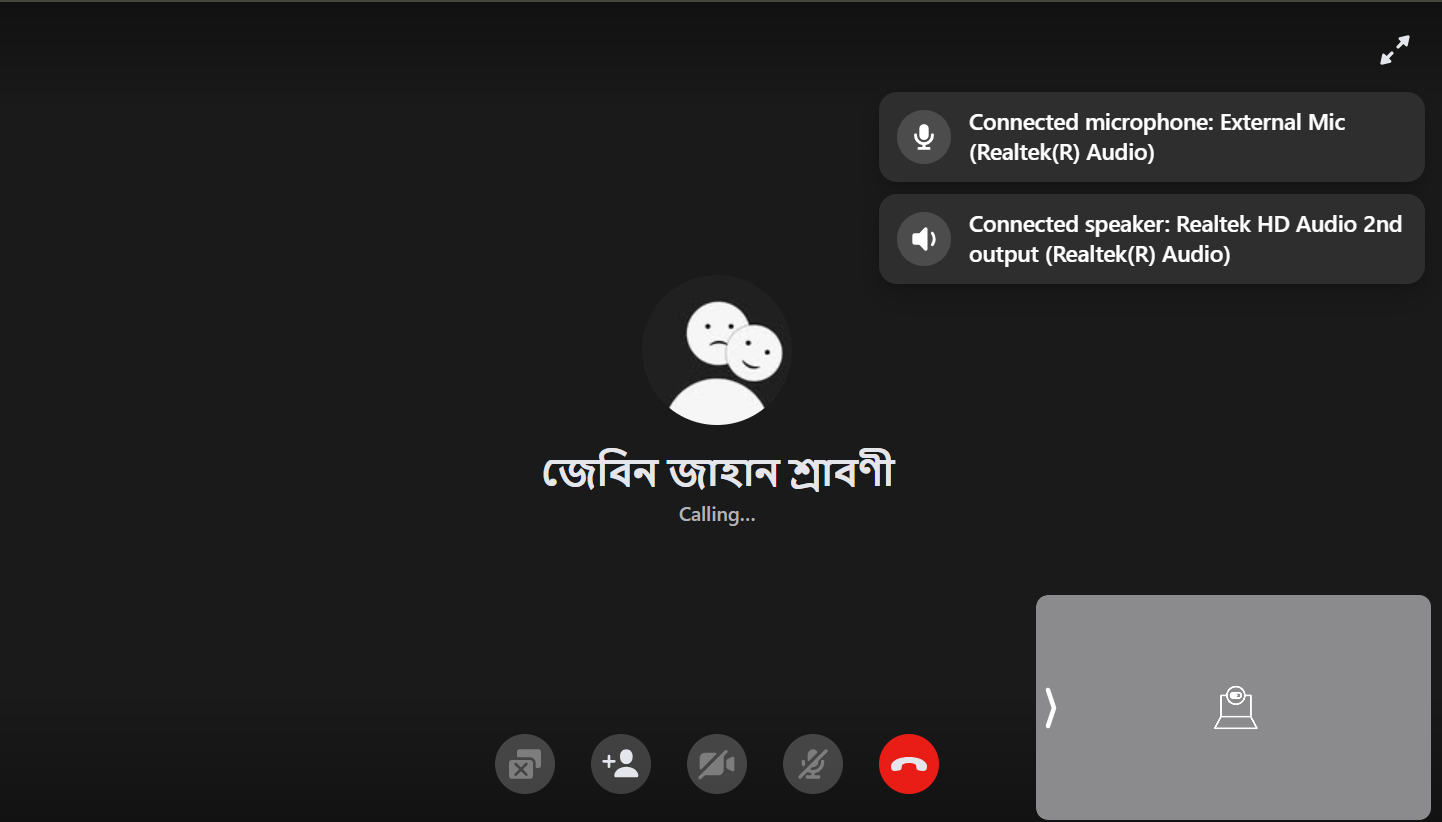 Connected microphone: External Mic
(Realtek(R) Audio)
Connected speaker: Realtek HD Audio 2nd
output (Realtek(R) Audio)
জেবিন জাহান শ্রাবণী
Calling...